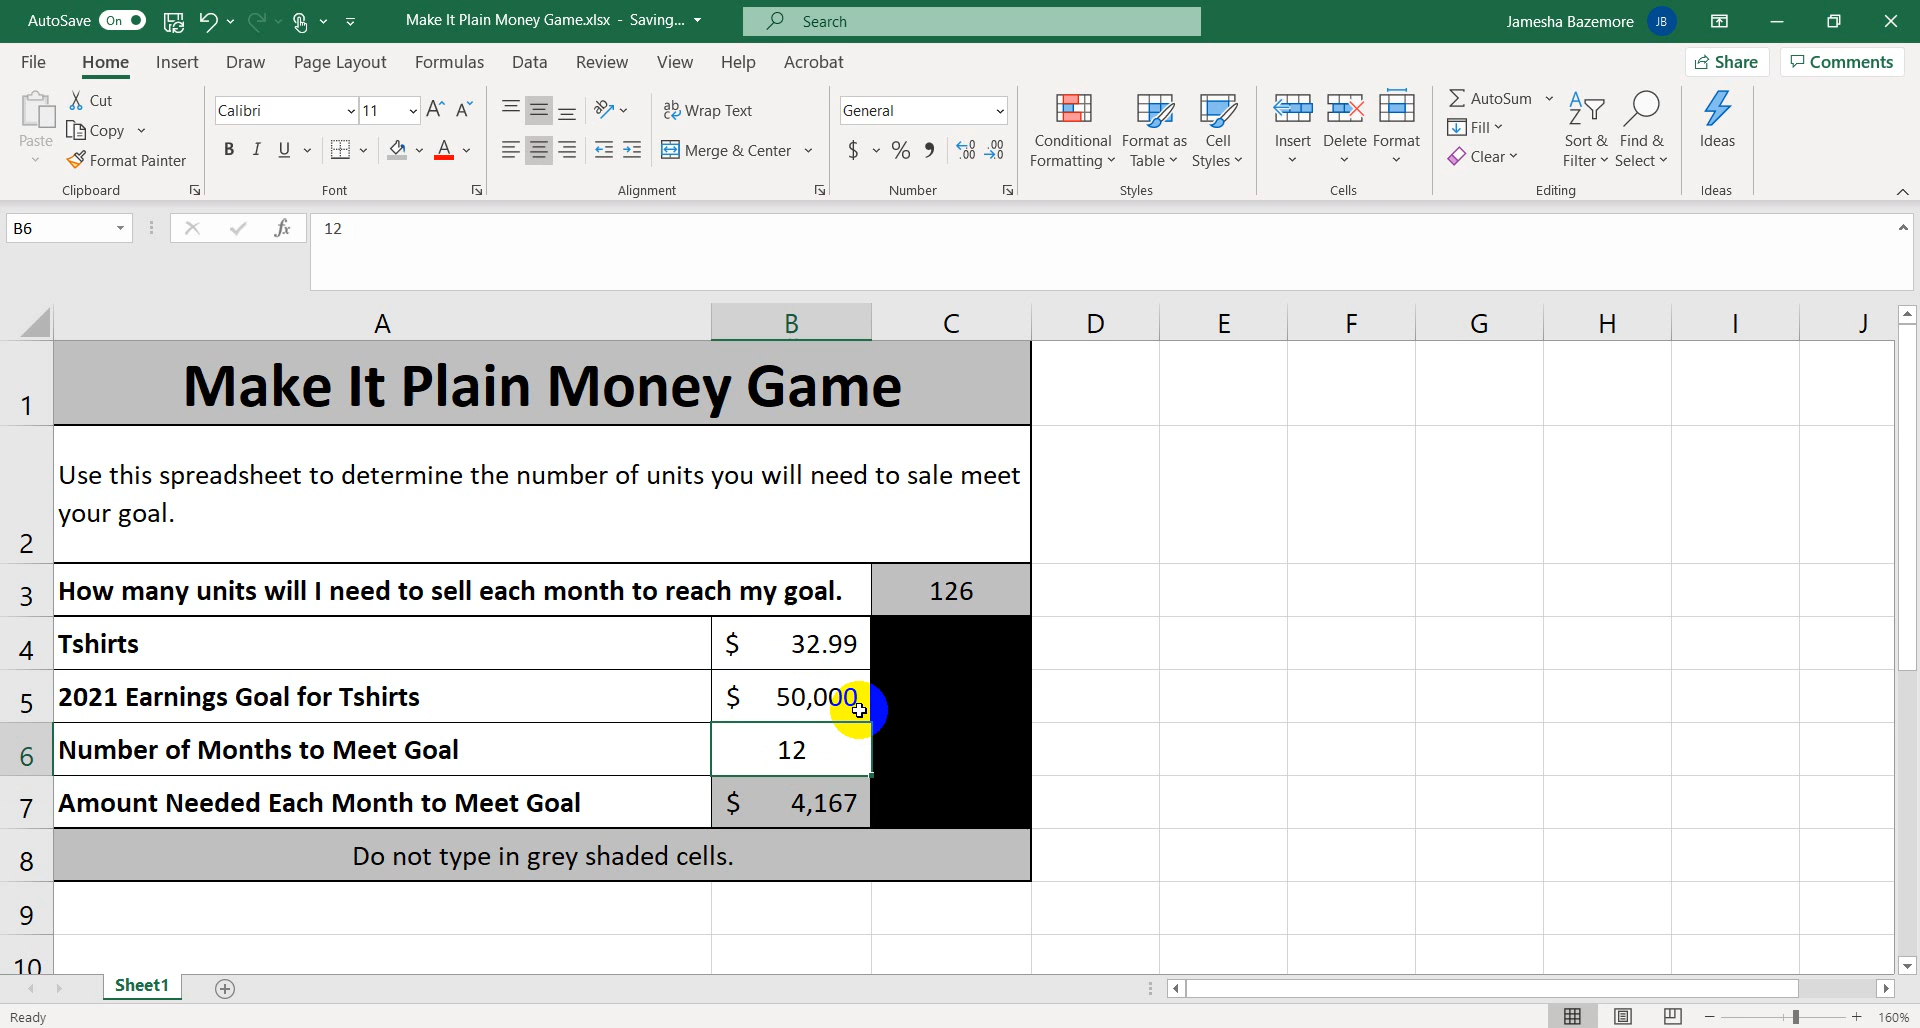 AutoSave On Make It Plain Money Game.xlsx - Saving... Search Jamesha Bazemore JB
File Home Insert Draw Page Layout Formulas Data Review View Help Acrobat Share Comments
Paste Cut Copy Format Painter Clipboard
Calibri 11 B I U A Font
Wrap Text Merge & Center Alignment
General $ % Number
Conditional Formatting Format as Table Cell Styles Styles
Insert Delete Format Cells
AutoSum Fill Clear Sort & Filter Find & Select Editing
Ideas Ideas
B6 fx 12
A B C D E F G H I J
1 Make It Plain Money Game
2 Use this spreadsheet to determine the number of units you will need to sale meet
your goal.
3 How many units will I need to sell each month to reach my goal. 126
4 Tshirts $ 32.99
5 2021 Earnings Goal for Tshirts $ 50,000
6 Number of Months to Meet Goal 12
7 Amount Needed Each Month to Meet Goal $ 4,167
8 Do not type in grey shaded cells.
9
10
Sheet1
Ready 160%